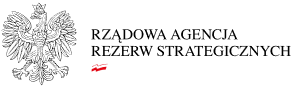 RZĄDOWA AGENCJA
REZERW STRATEGICZNYCH